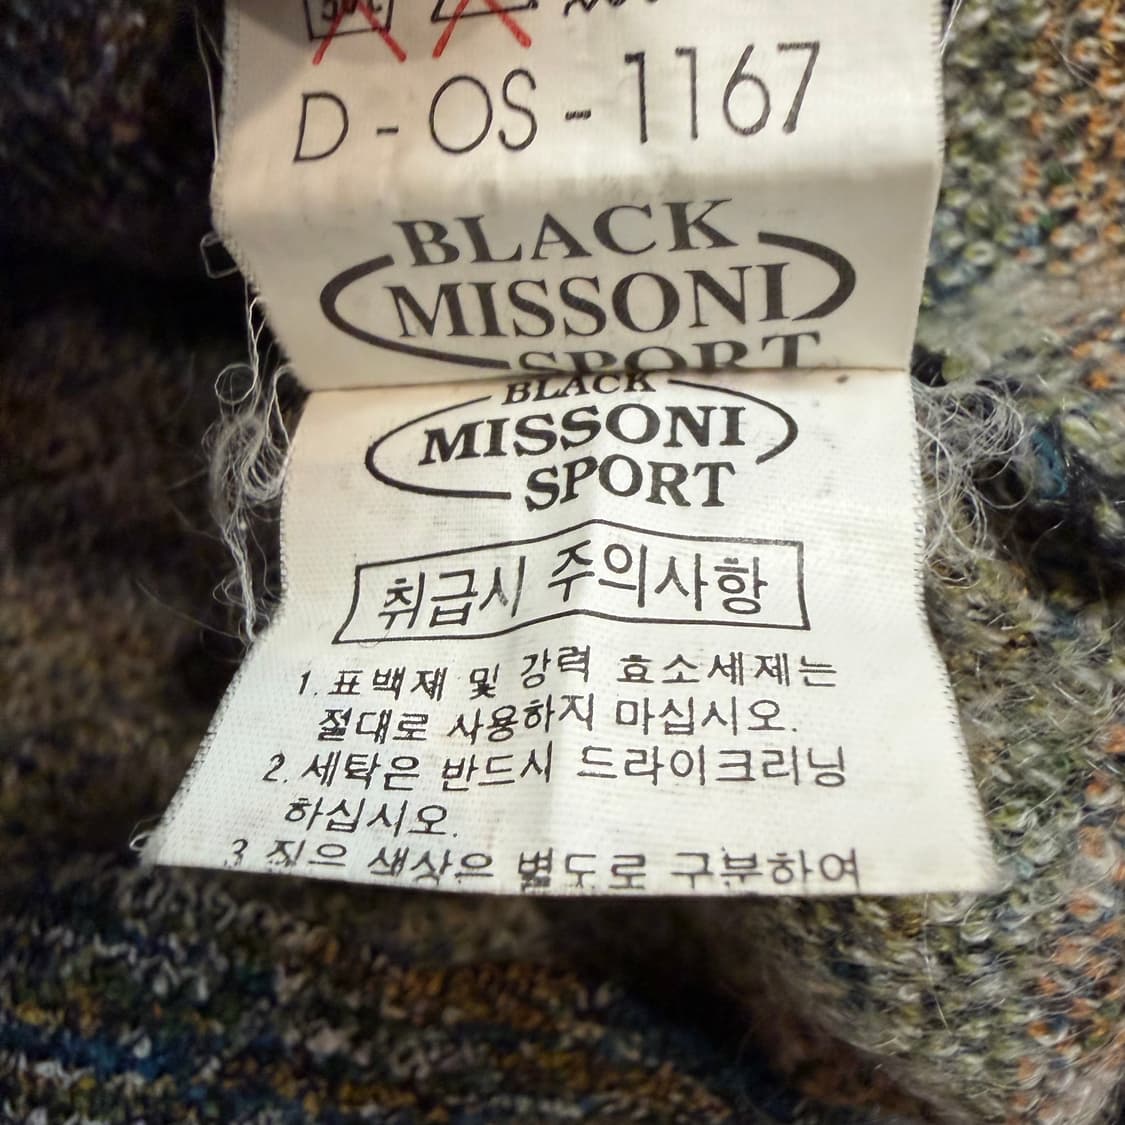 D - OS - 1167
BLACK
MISSONI
SPORT
BLACK
MISSONI
SPORT
취급시 주의사항
1. 표백제 및 강력 효소세제는
절대로 사용하지 마십시오.
2. 세탁은 반드시 드라이크리닝
하십시오.
3. 짙은 색상은 별도로 구분하여